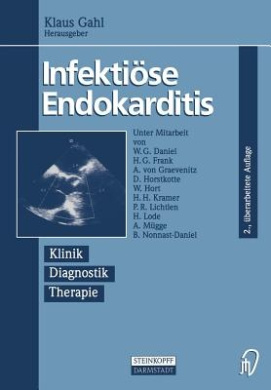 Klaus Gahl
Herausgeber
Infektiöse
Endokarditis
Unter Mitarbeit
von
W. G. Daniel
H. G. Frank
A. von Graevenitz
D. Horstkotte
W. Hort
H. H. Kramer
P. R. Lichtlen
H. Lode
A. Mügge
B. Nonnast-Daniel
2., überarbeitete Auflage
Klinik
Diagnostik
Therapie
STEINKOPFF
DARMSTADT